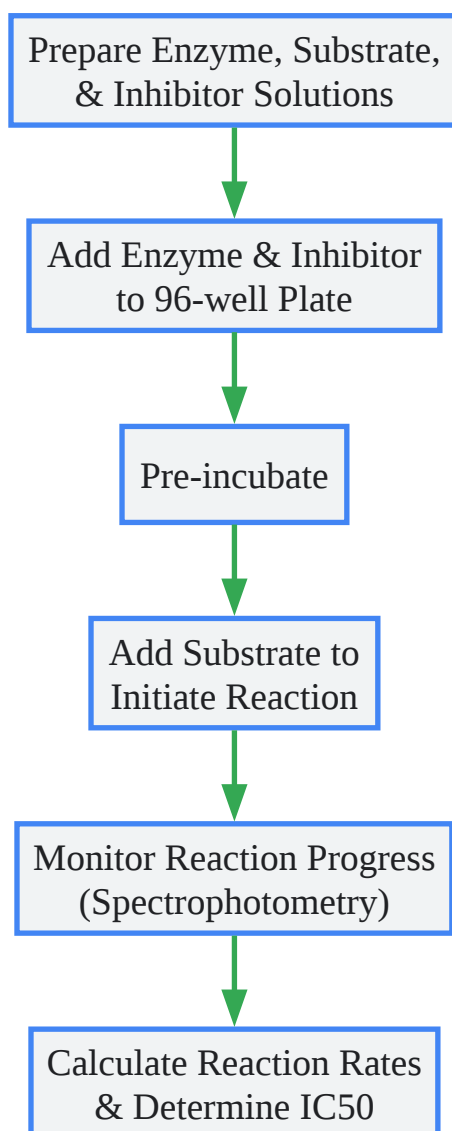 Prepare Enzyme, Substrate,
& Inhibitor Solutions
Add Enzyme & Inhibitor
to 96-well Plate
Pre-incubate
Add Substrate to
Initiate Reaction
Monitor Reaction Progress
(Spectrophotometry)
Calculate Reaction Rates
& Determine IC50